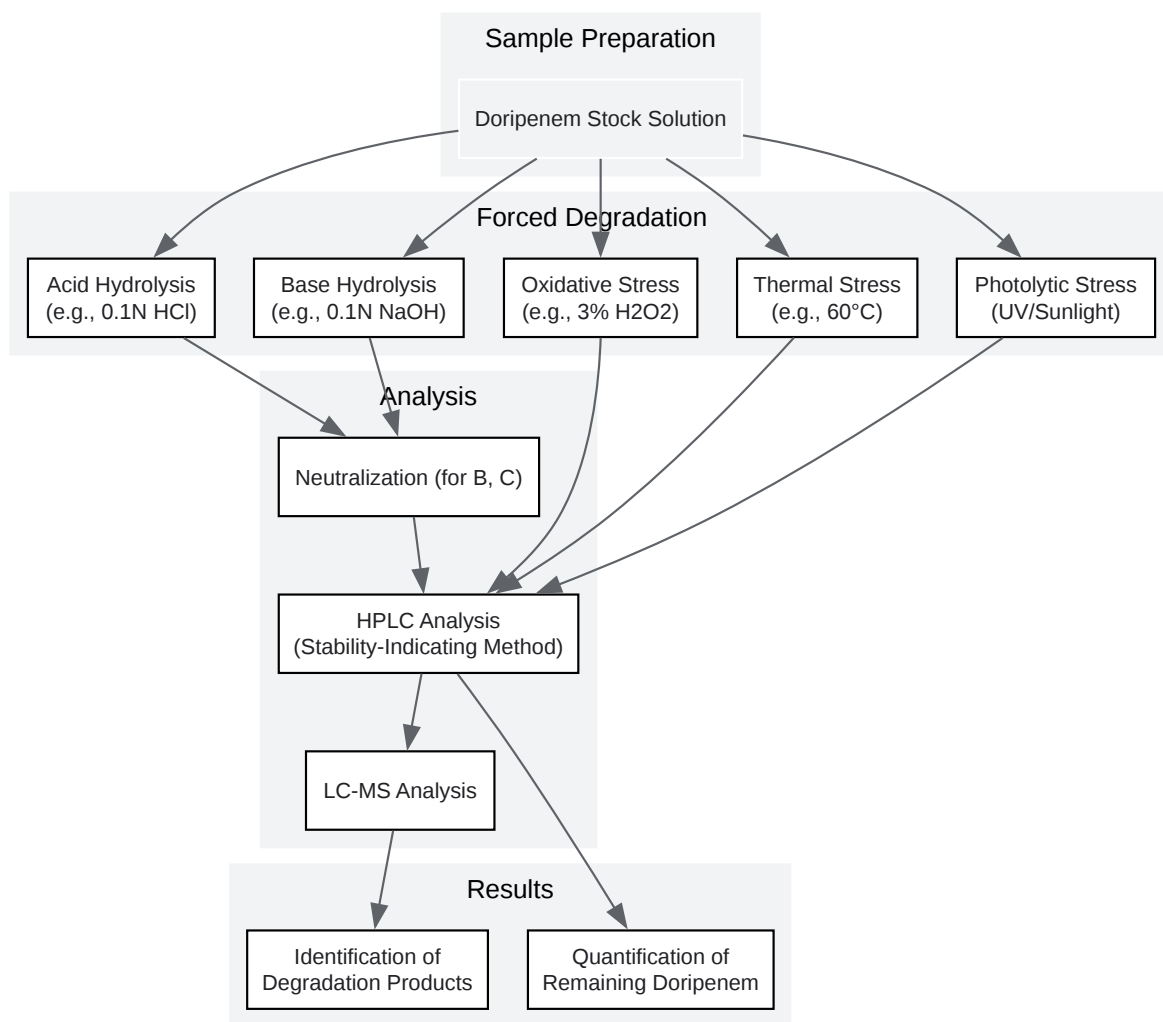 Sample Preparation
Doripenem Stock Solution
Forced Degradation
Acid Hydrolysis
(e.g., 0.1N HCl)
Base Hydrolysis
(e.g., 0.1N NaOH)
Oxidative Stress
(e.g., 3% H2O2)
Thermal Stress
(e.g., 60°C)
Photolytic Stress
(UV/Sunlight)
Analysis
Neutralization (for B, C)
HPLC Analysis
(Stability-Indicating Method)
LC-MS Analysis
Results
Identification of
Degradation Products
Quantification of
Remaining Doripenem